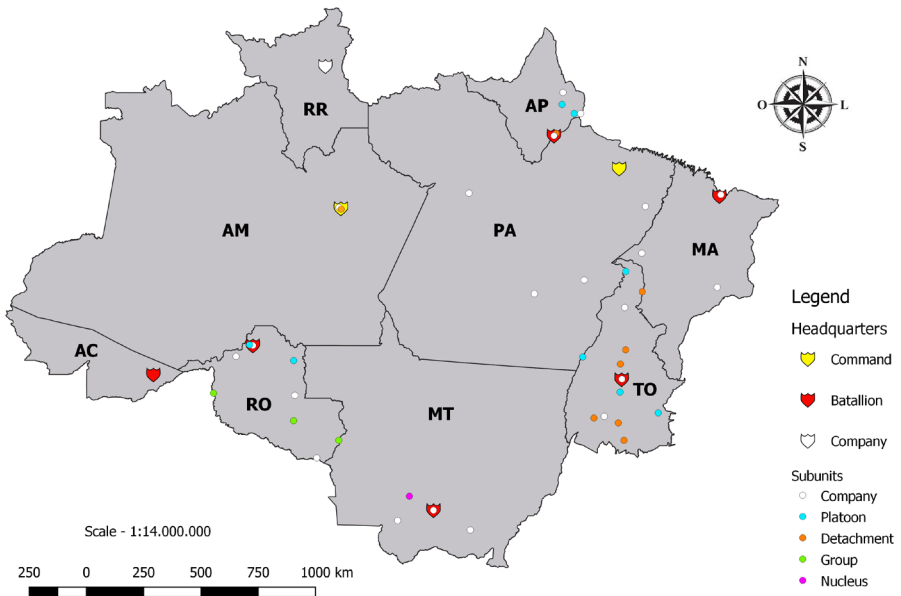 N
O
L
S
RR
AP
AM
PA
MA
AC
RO
MT
TO
Legend
Headquarters
Command
Batallion
Company
Subunits
Company
Platoon
Detachment
Group
Nucleus
Scale - 1:14.000.000
250 0 250 500 750 1000 km